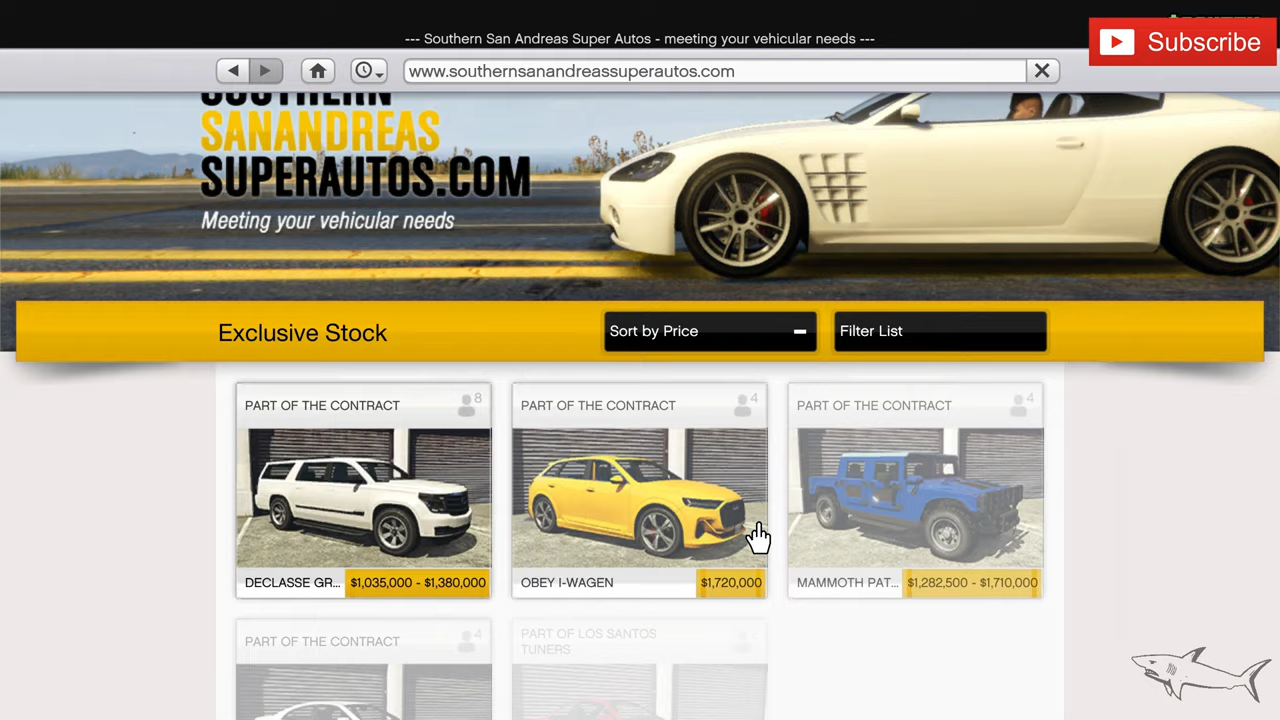 --- Southern San Andreas Super Autos - meeting your vehicular needs ---
Subscribe
www.southernsanandreassuperautos.com
SOUTHERN
SANANDREAS
SUPERAUTOS.COM
Meeting your vehicular needs
Exclusive Stock
Sort by Price
Filter List
PART OF THE CONTRACT 8
DECLASSE GR... $1,035,000 - $1,380,000
PART OF THE CONTRACT 4
OBEY I-WAGEN $1,720,000
PART OF THE CONTRACT 4
MAMMOTH PAT... $1,282,500 - $1,710,000
PART OF THE CONTRACT 4
PART OF LOS SANTOS
TUNERS